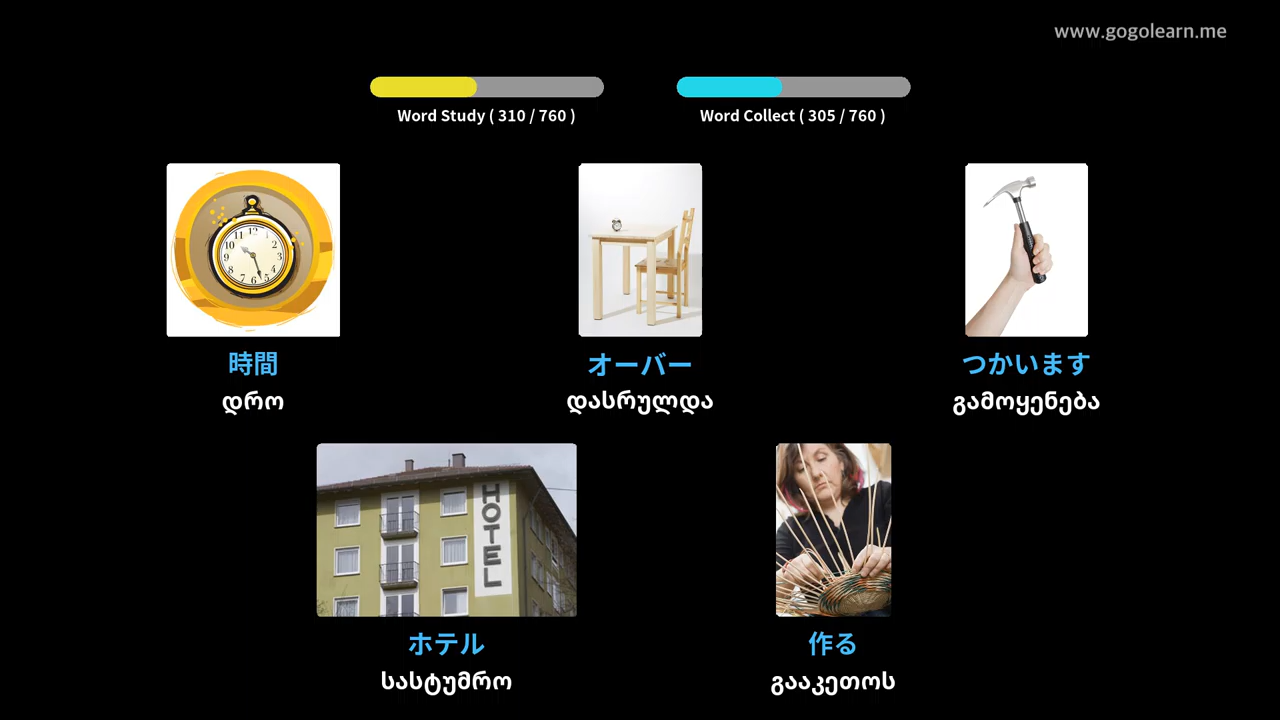 www.gogolearn.me
Word Study ( 310 / 760 )
Word Collect ( 305 / 760 )
時間
დრო
オーバー
დასრულდა
つかいます
გამოყენება
HOTEL
ホテル
სასტუმრო
作る
გააკეთოს